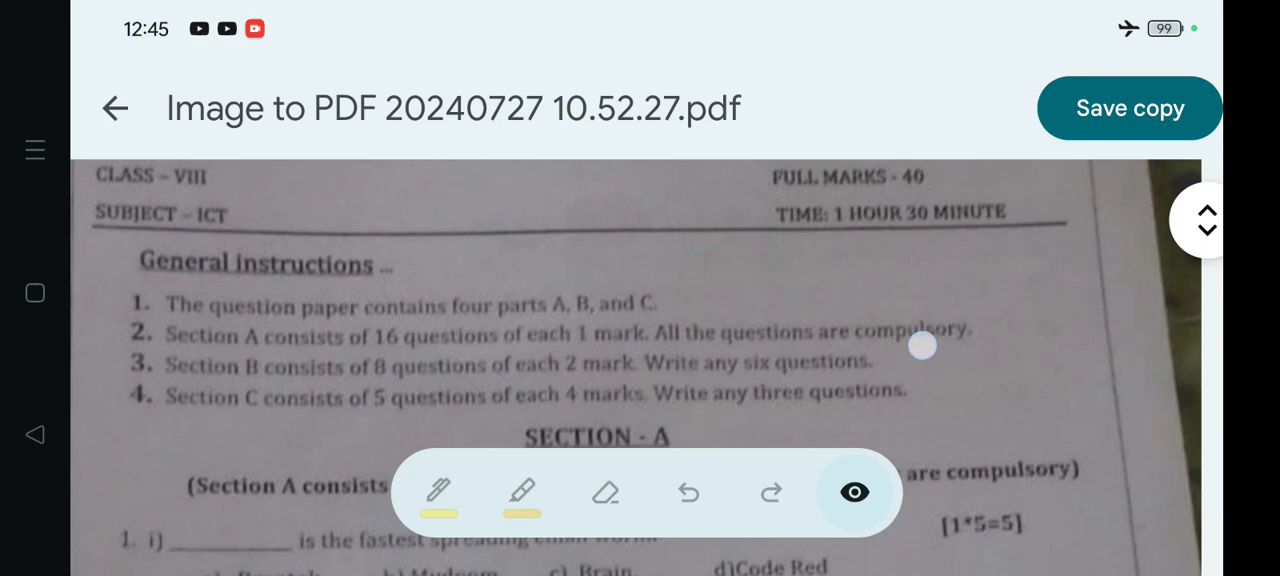 12:45
99
Image to PDF 20240727 10.52.27.pdf
Save copy
CLASS - VIII
FULL MARKS - 40
SUBJECT - ICT
TIME: 1 HOUR 30 MINUTE
General instructions ...
1. The question paper contains four parts A, B, and C.
2. Section A consists of 16 questions of each 1 mark. All the questions are compulsory.
3. Section B consists of 8 questions of each 2 mark. Write any six questions.
4. Section C consists of 5 questions of each 4 marks. Write any three questions.
SECTION - A
(Section A consists are compulsory)
[1*5=5]
1. i) __________ is the fastest spreading
c) Brain d)Code Red